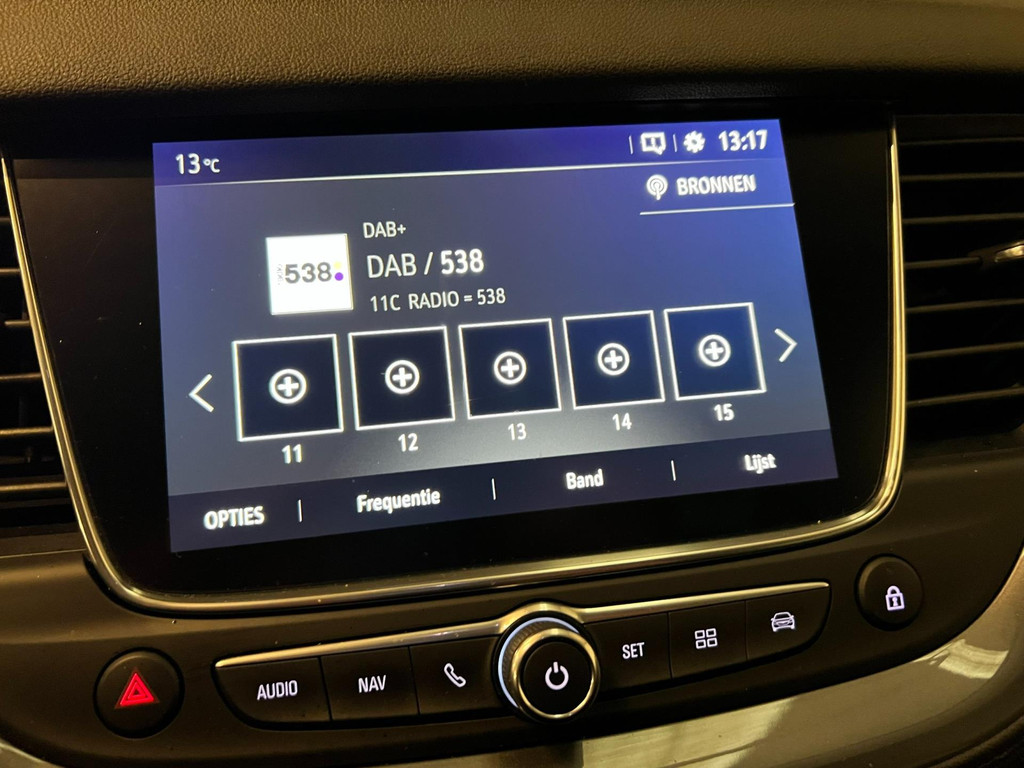 13°C
13:17
BRONNEN
DAB+
538
DAB / 538
11C RADIO = 538
11 12 13 14 15
OPTIES | Frequentie | Band | Lijst
AUDIO NAV SET